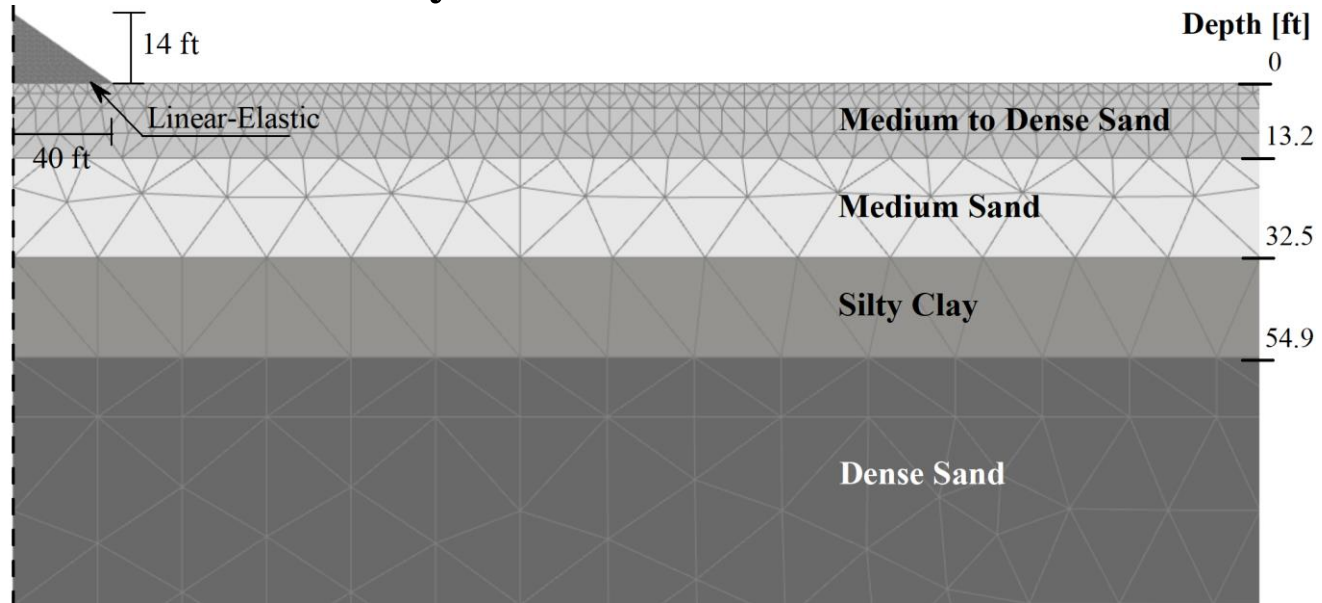 Depth [ft]
0
14 ft
Linear-Elastic
Medium to Dense Sand
13.2
40 ft
Medium Sand
32.5
Silty Clay
54.9
Dense Sand